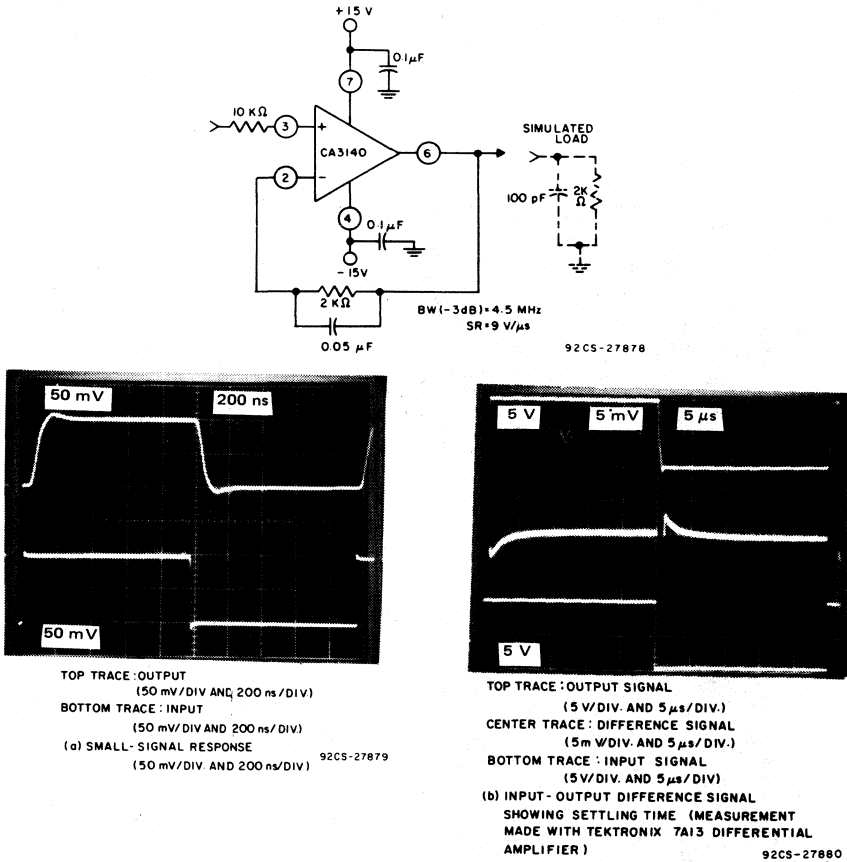 +15 V
0.1µF
7
10 KΩ
3
+
CA3140
6
2
-
SIMULATED
LOAD
100 pF
2K
Ω
4
0.1µF
-15V
2 KΩ
0.05 µF
BW(-3dB)=4.5 MHz
SR=9 V/µs
92CS-27878
50 mV
200 ns
50 mV
TOP TRACE:OUTPUT
(50 mV/DIV AND 200 ns/DIV.)
BOTTOM TRACE: INPUT
(50 mV/DIV AND 200 ns/DIV.)
(a) SMALL-SIGNAL RESPONSE
(50 mV/DIV. AND 200 ns/DIV)
92CS-27879
5 V
5 mV
5 µs
5 V
TOP TRACE:OUTPUT SIGNAL
(5 V/DIV. AND 5µs/DIV.)
CENTER TRACE: DIFFERENCE SIGNAL
(5m V/DIV. AND 5µs/DIV.)
BOTTOM TRACE: INPUT SIGNAL
(5V/DIV. AND 5µs/DIV)
(b) INPUT-OUTPUT DIFFERENCE SIGNAL
SHOWING SETTLING TIME (MEASUREMENT
MADE WITH TEKTRONIX 7A13 DIFFERENTIAL
AMPLIFIER)
92CS-27880